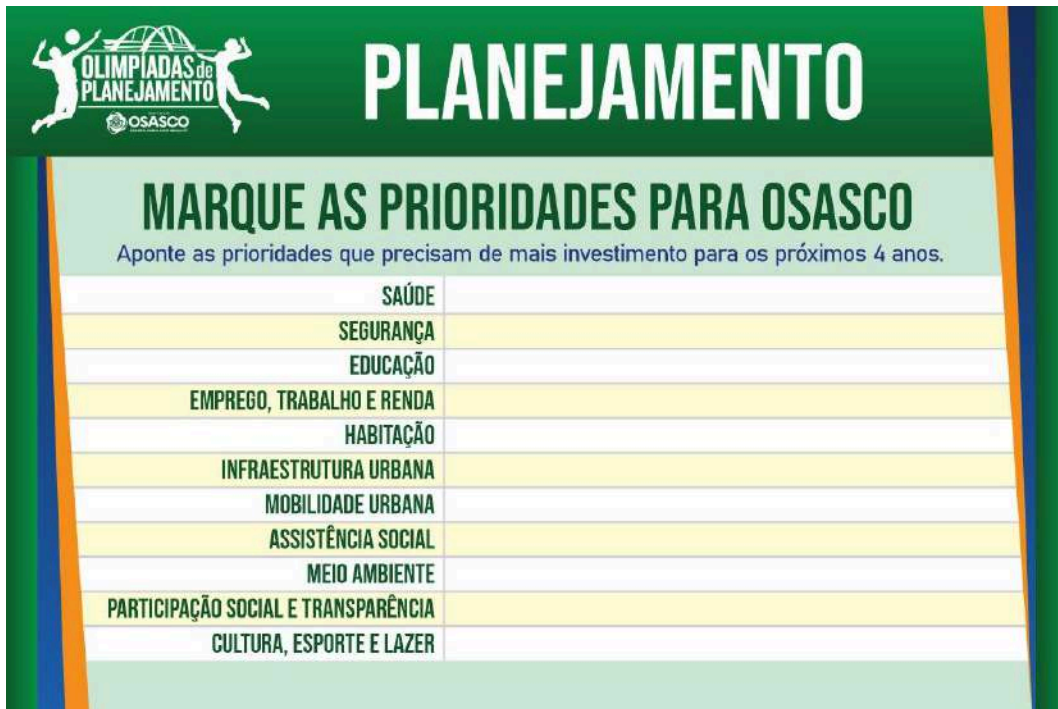 OLIMPÍADAS de
PLANEJAMENTO
OSASCO
PLANEJAMENTO
MARQUE AS PRIORIDADES PARA OSASCO
Aponte as prioridades que precisam de mais investimento para os próximos 4 anos.
SAÚDE
SEGURANÇA
EDUCAÇÃO
EMPREGO, TRABALHO E RENDA
HABITAÇÃO
INFRAESTRUTURA URBANA
MOBILIDADE URBANA
ASSISTÊNCIA SOCIAL
MEIO AMBIENTE
PARTICIPAÇÃO SOCIAL E TRANSPARÊNCIA
CULTURA, ESPORTE E LAZER